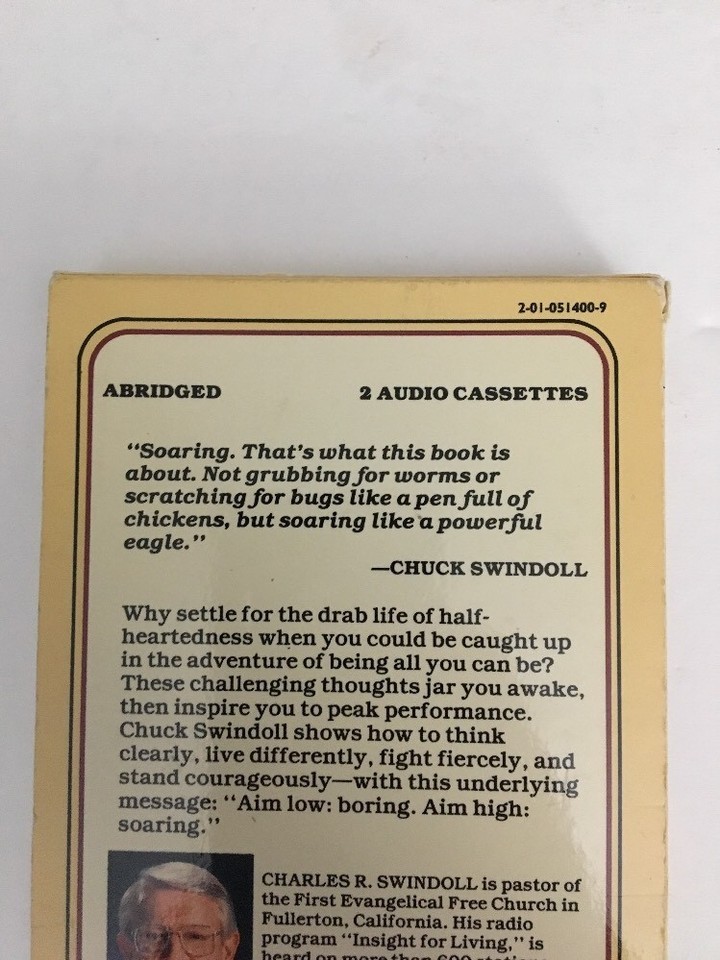 2-01-051400-9
ABRIDGED 2 AUDIO CASSETTES
“Soaring. That’s what this book is
about. Not grubbing for worms or
scratching for bugs like a pen full of
chickens, but soaring like a powerful
eagle.”
—CHUCK SWINDOLL
Why settle for the drab life of half-
heartedness when you could be caught up
in the adventure of being all you can be?
These challenging thoughts jar you awake,
then inspire you to peak performance.
Chuck Swindoll shows how to think
clearly, live differently, fight fiercely, and
stand courageously—with this underlying
message: “Aim low: boring. Aim high:
soaring.”
CHARLES R. SWINDOLL is pastor of
the First Evangelical Free Church in
Fullerton, California. His radio
program “Insight for Living,” is
heard on more than 600